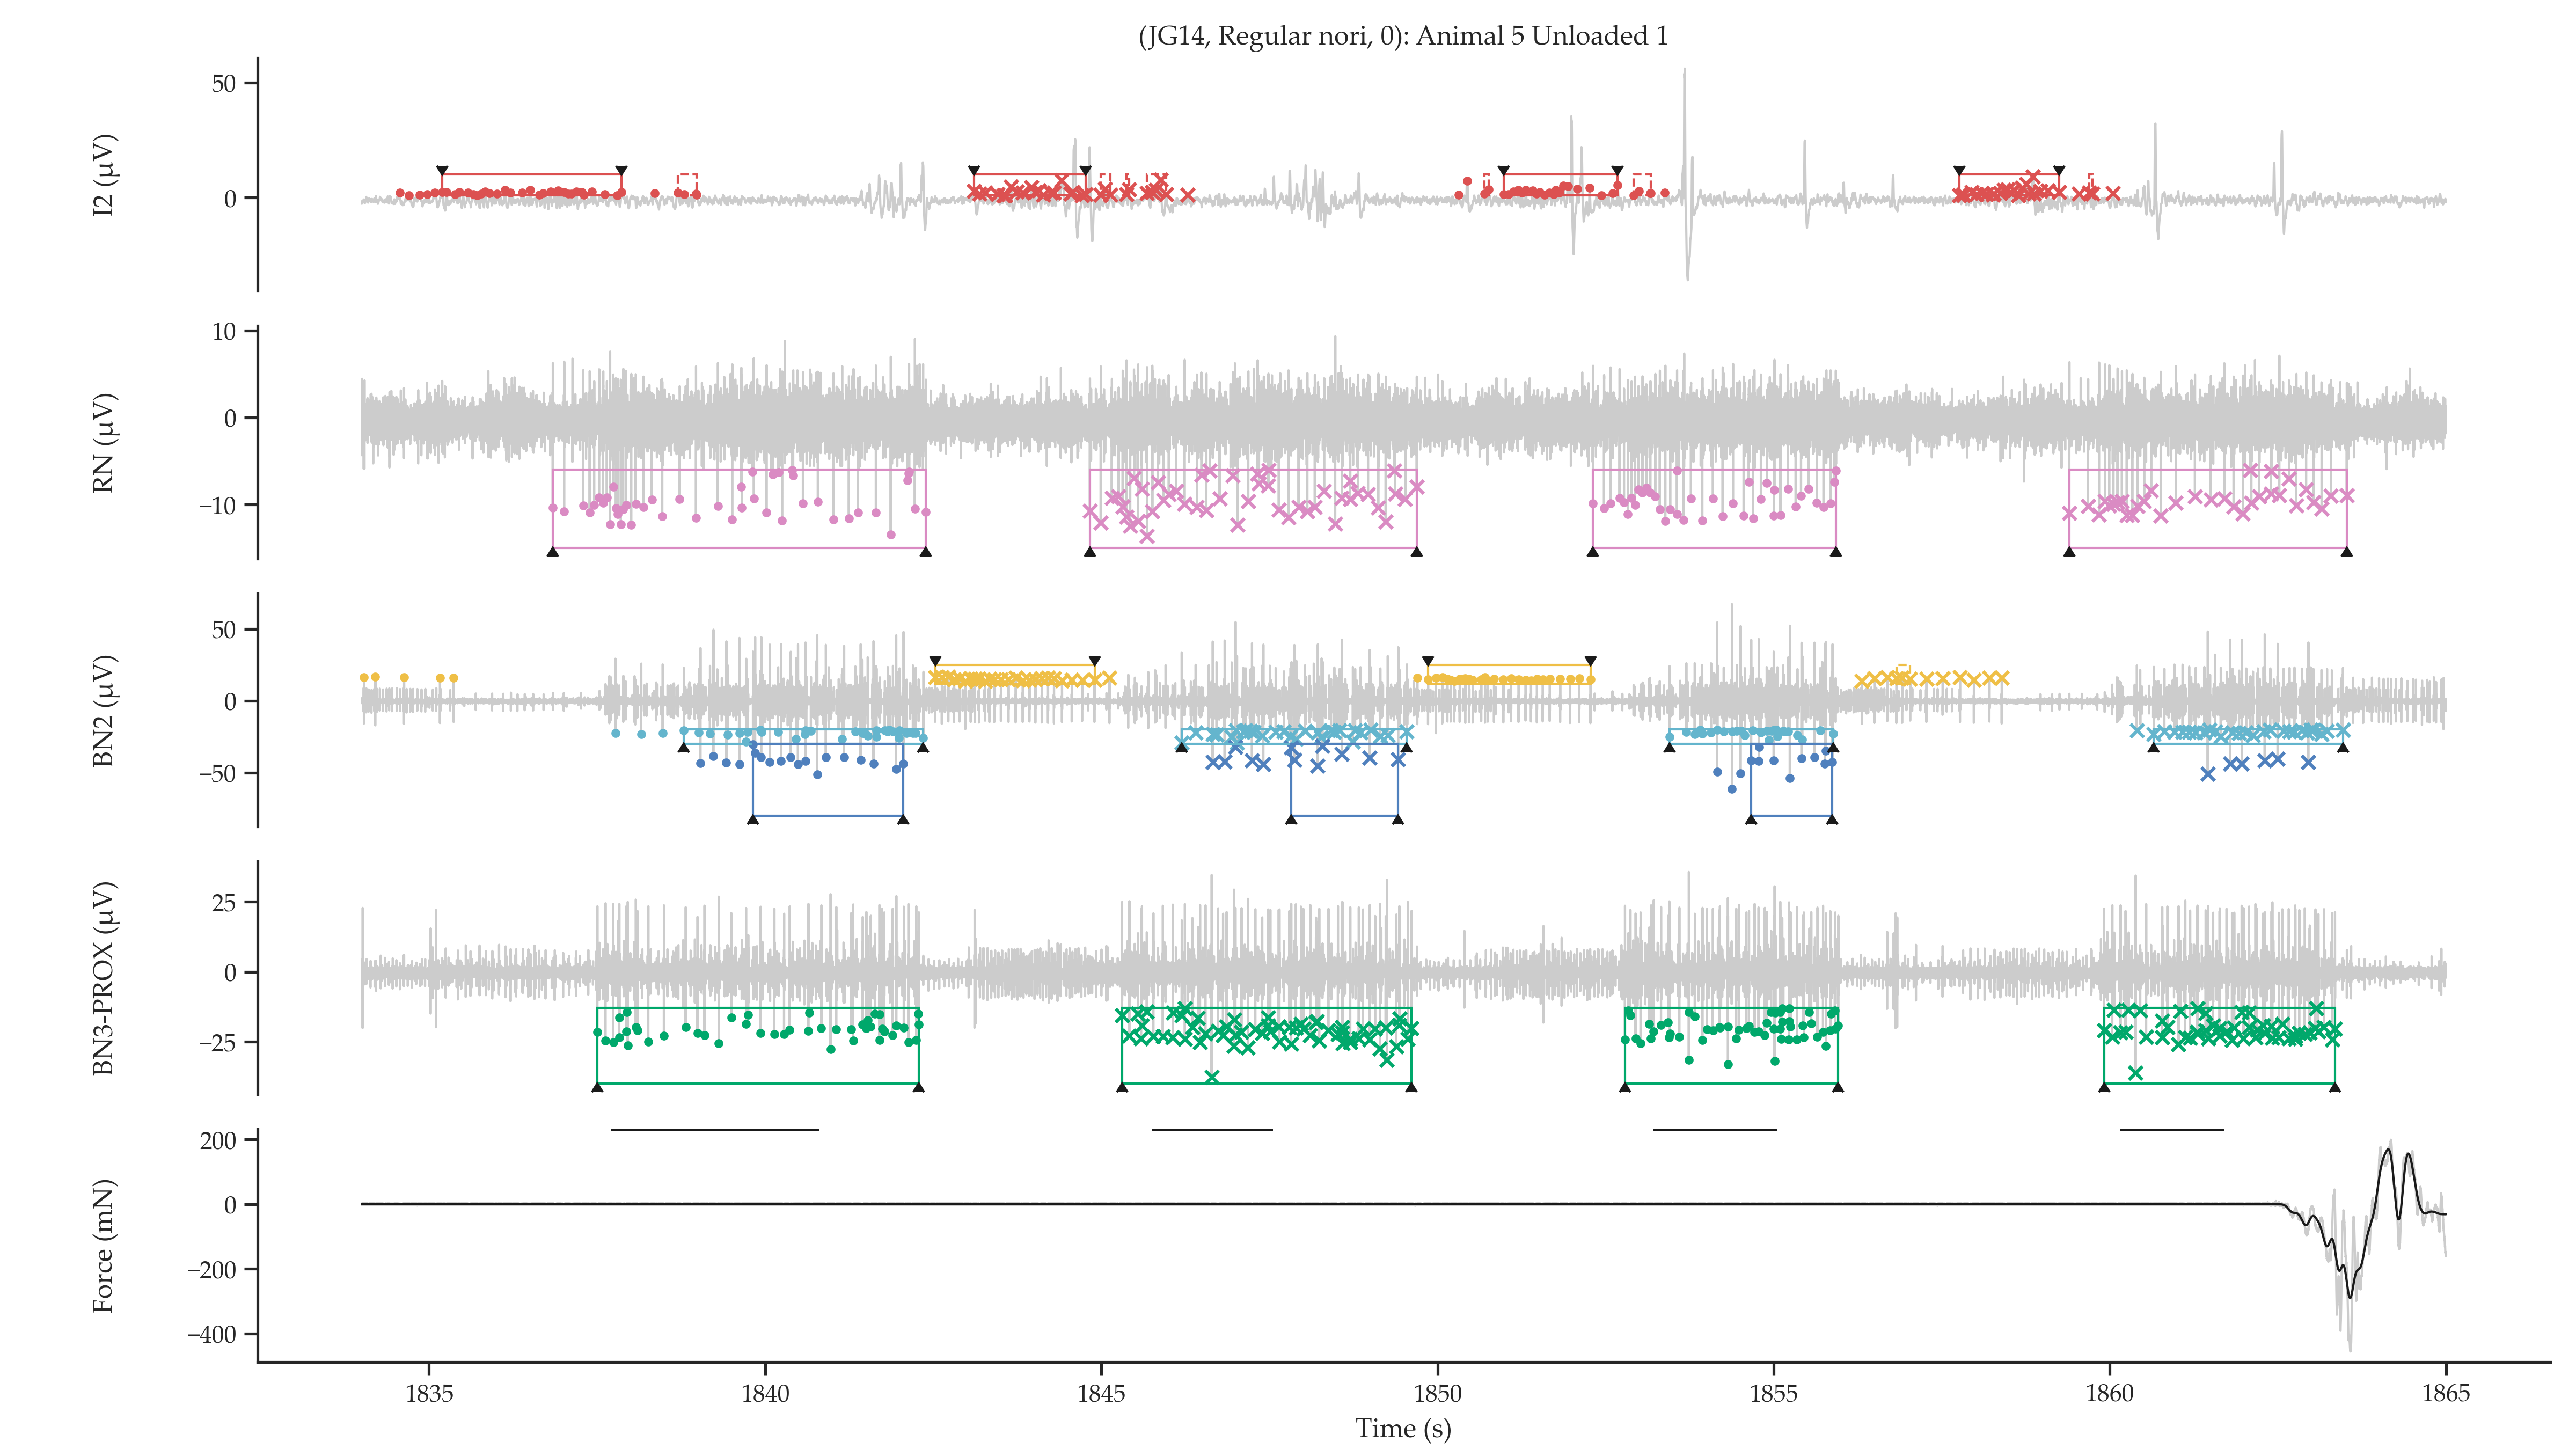 (JG14, Regular nori, 0): Animal 5 Unloaded 1
I2 (µV)
50
0
RN (µV)
10
0
−10
BN2 (µV)
50
0
−50
BN3-PROX (µV)
25
0
−25
Force (mN)
200
0
−200
−400
1835 1840 1845 1850 1855 1860 1865
Time (s)